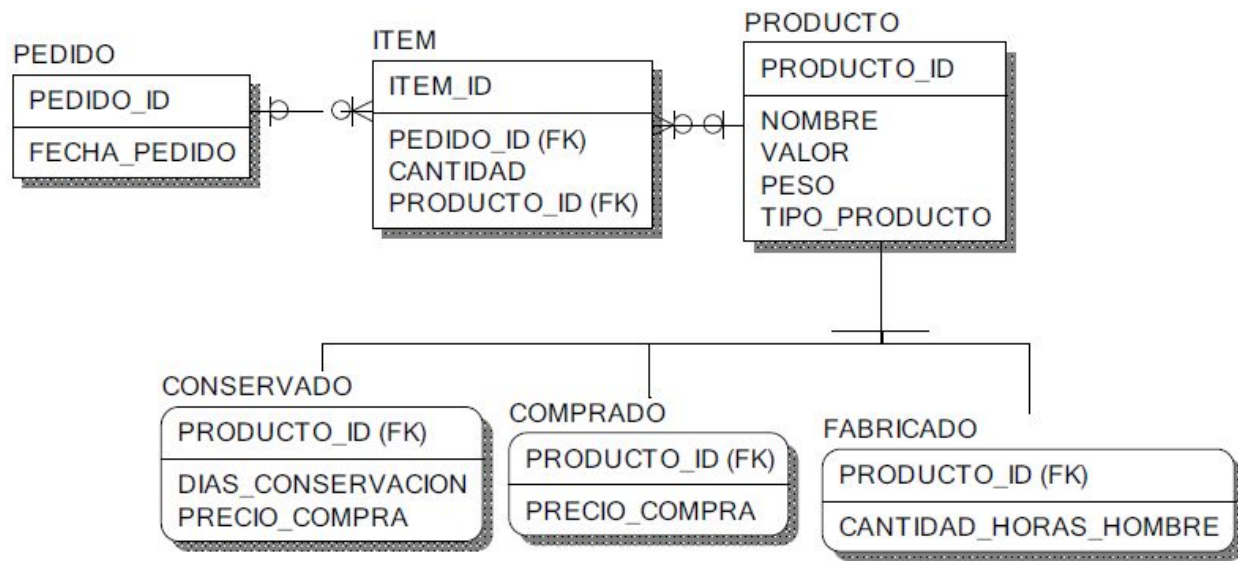 PEDIDO
PEDIDO_ID
FECHA_PEDIDO
ITEM
ITEM_ID
PEDIDO_ID (FK)
CANTIDAD
PRODUCTO_ID (FK)
PRODUCTO
PRODUCTO_ID
NOMBRE
VALOR
PESO
TIPO_PRODUCTO
CONSERVADO
PRODUCTO_ID (FK)
DIAS_CONSERVACION
PRECIO_COMPRA
COMPRADO
PRODUCTO_ID (FK)
PRECIO_COMPRA
FABRICADO
PRODUCTO_ID (FK)
CANTIDAD_HORAS_HOMBRE